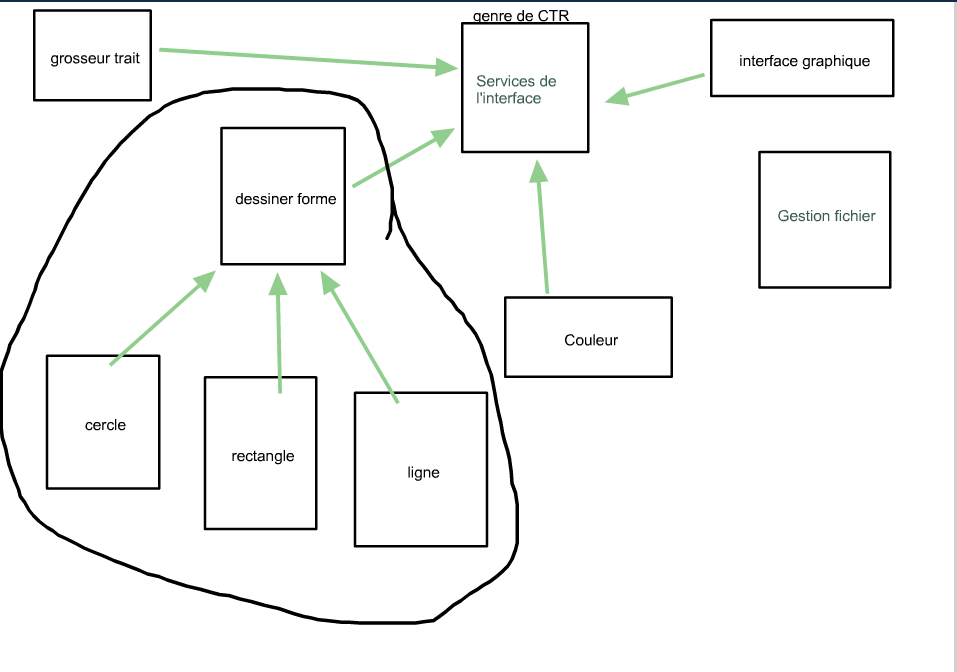 genre de CTR
grosseur trait
Services de
l'interface
interface graphique
dessiner forme
Gestion fichier
Couleur
cercle
rectangle
ligne